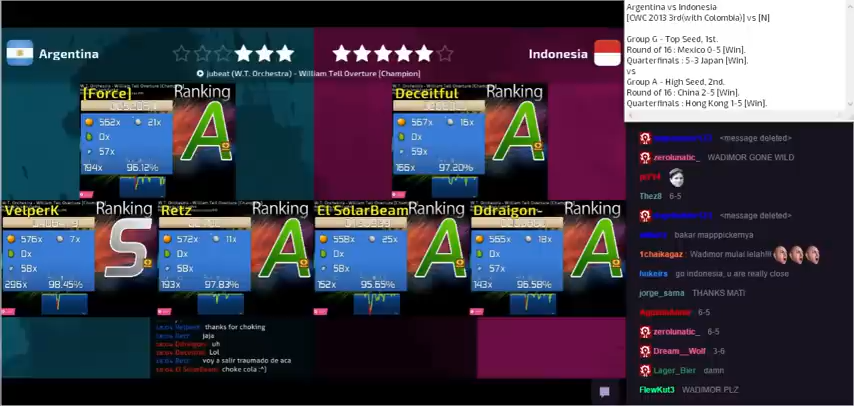 Argentina
Indonesia
jubeat (W.T. Orchestra) - William Tell Overture [Champion]
[Force]
Ranking
A
562x
21x
0x
57x
194x
96.12%
Deceitful
Ranking
A
567x
16x
0x
59x
166x
97.20%
VelperK
Ranking
S
576x
7x
0x
58x
296x
98.45%
Retz
Ranking
A
572x
11x
0x
58x
193x
97.83%
El SolarBeam
Ranking
A
558x
25x
0x
58x
152x
95.65%
Ddraigon-
Ranking
A
565x
18x
0x
57x
143x
96.58%
thanks for choking
jaja
uh
Lol
voy a salir traumado de aca
El SolarBeam: choke cola :^)
Argentina vs Indonesia
[CWC 2013 3rd(with Colombia)] vs [N]
Group G - Top Seed, 1st.
Round of 16 : Mexico 0-5 [Win].
Quarterfinals : 5-3 Japan [Win].
vs
Group A - High Seed, 2nd.
Round of 16 : China 2-5 [Win].
Quarterfinals : Hong Kong 1-5 [Win].
<message deleted>
zerolunatic_ WADIMOR GONE WILD
Thez8 6-5
<message deleted>
bakar mapppickernya
1chaikagaz Wadmor mulai lelah!!!
hukeirs go indonesia, u are really close
jorge_sama THANKS MATI
6-5
zerolunatic_ 6-5
Dream__Wolf 3-6
Lager_Bier damn
FlewKut3 WADIMOR PLZ